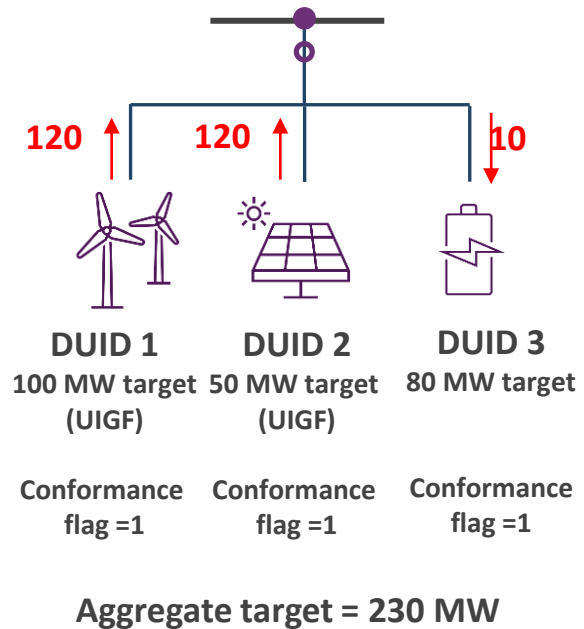 120
120
10
DUID 1
100 MW target
(UIGF)
Conformance
flag =1
DUID 2
50 MW target
(UIGF)
Conformance
flag =1
DUID 3
80 MW target
Conformance
flag =1
Aggregate target = 230 MW